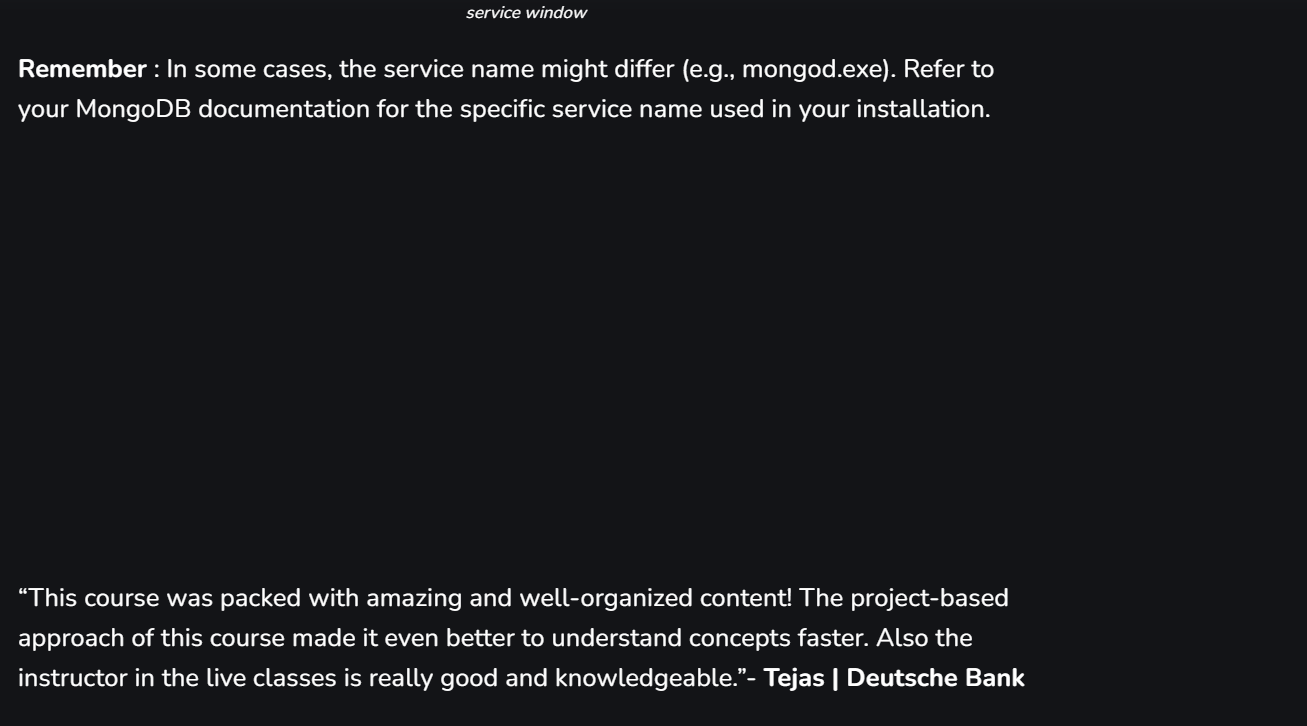 service window
Remember : In some cases, the service name might differ (e.g., mongod.exe). Refer to
your MongoDB documentation for the specific service name used in your installation.
“This course was packed with amazing and well-organized content! The project-based
approach of this course made it even better to understand concepts faster. Also the
instructor in the live classes is really good and knowledgeable.”- Tejas | Deutsche Bank